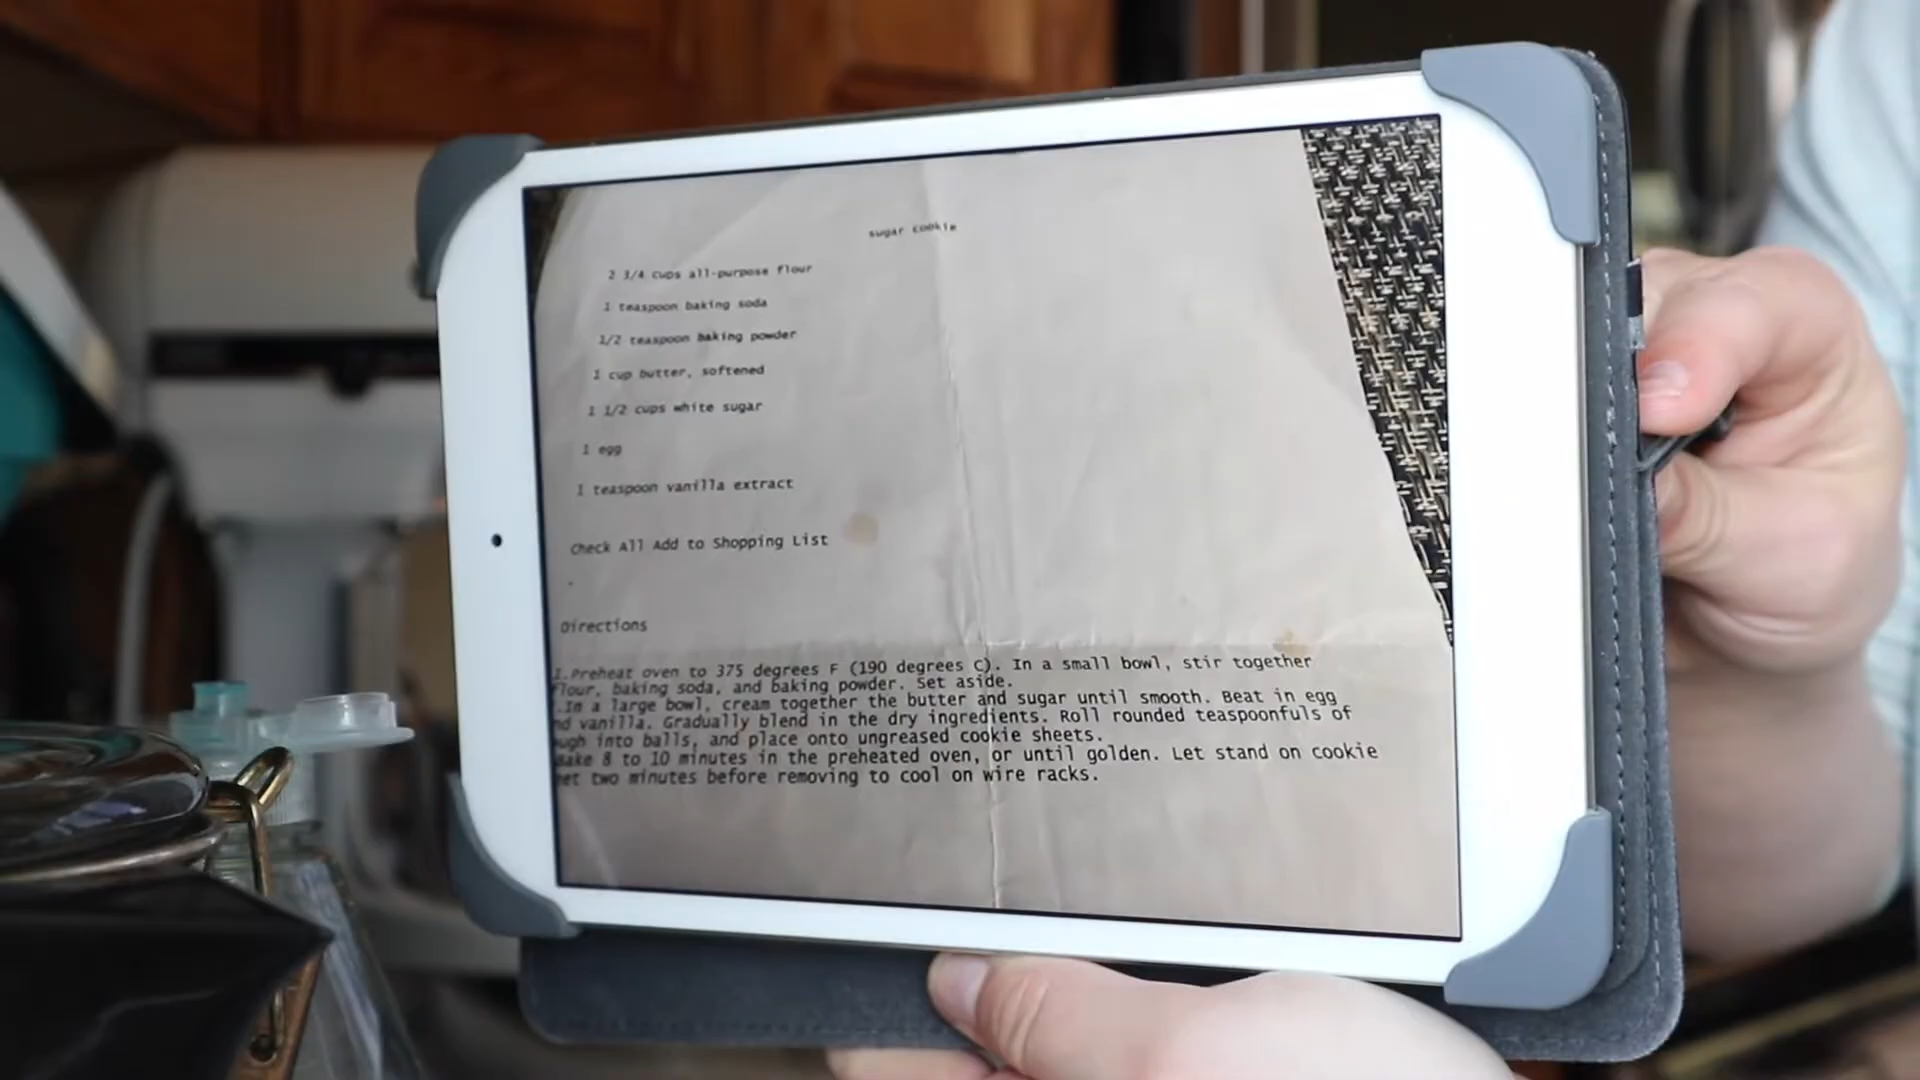 sugar cookie
2 3/4 cups all-purpose flour
1 teaspoon baking soda
1/2 teaspoon baking powder
1 cup butter, softened
1 1/2 cups white sugar
1 egg
1 teaspoon vanilla extract
Check All Add to Shopping List
.
Directions
1.Preheat oven to 375 degrees F (190 degrees C). In a small bowl, stir together
flour, baking soda, and baking powder. Set aside.
.In a large bowl, cream together the butter and sugar until smooth. Beat in egg
nd vanilla. Gradually blend in the dry ingredients. Roll rounded teaspoonfuls of
ugh into balls, and place onto ungreased cookie sheets.
Bake 8 to 10 minutes in the preheated oven, or until golden. Let stand on cookie
et two minutes before removing to cool on wire racks.